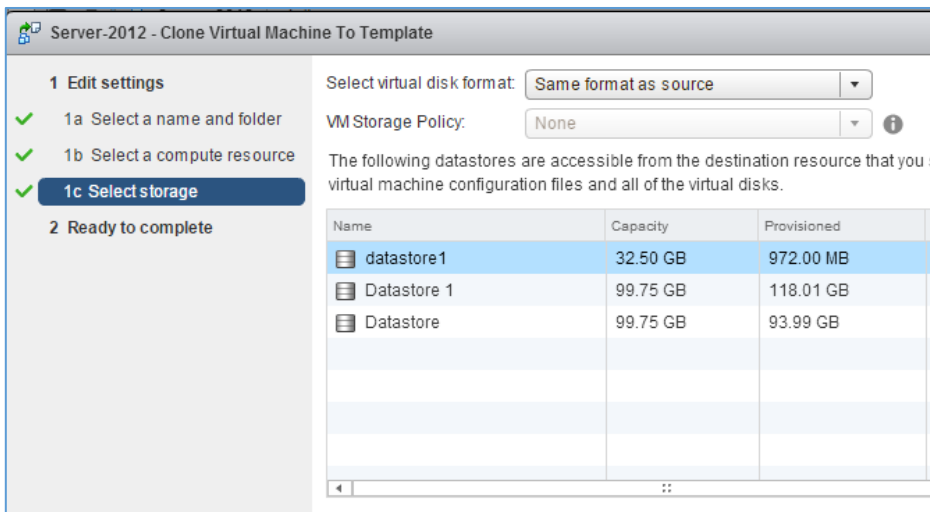 Server-2012 - Clone Virtual Machine To Template
1 Edit settings
1a Select a name and folder
1b Select a compute resource
1c Select storage
2 Ready to complete
Select virtual disk format: Same format as source
VM Storage Policy: None
The following datastores are accessible from the destination resource that you
virtual machine configuration files and all of the virtual disks.
Name Capacity Provisioned
datastore1 32.50 GB 972.00 MB
Datastore 1 99.75 GB 118.01 GB
Datastore 99.75 GB 93.99 GB